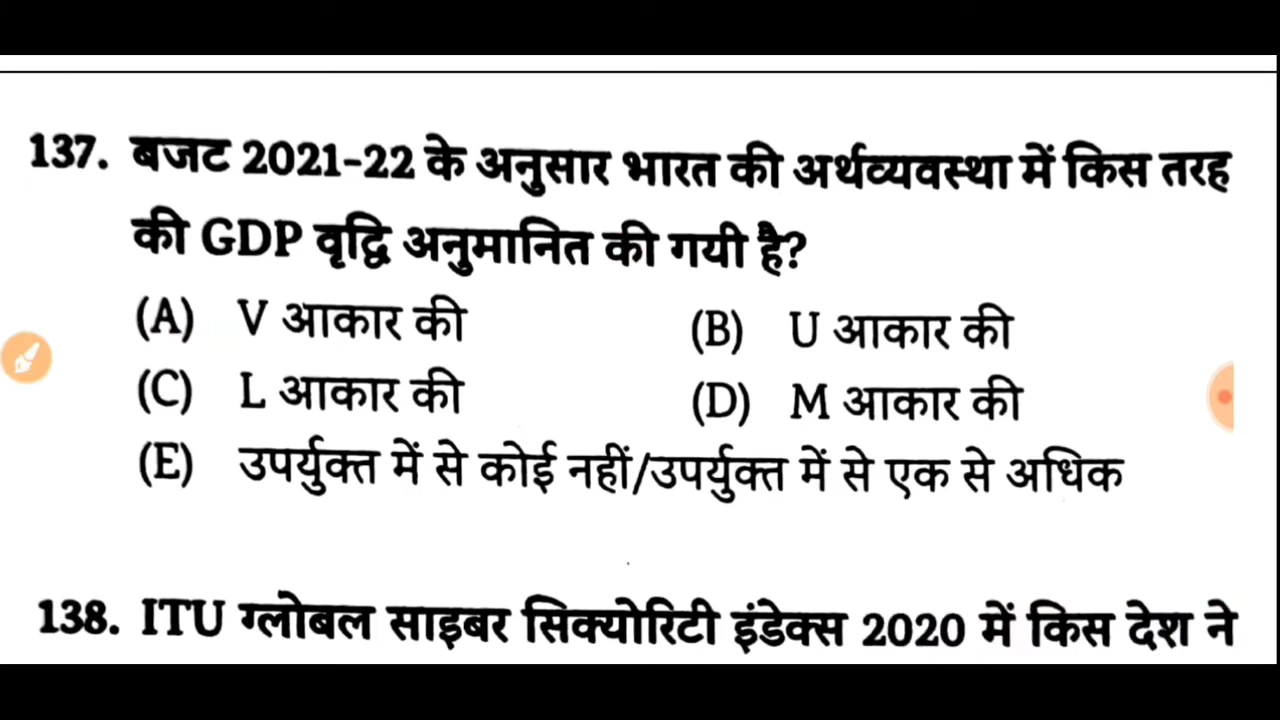 137. बजट 2021-22 के अनुसार भारत की अर्थव्यवस्था में किस तरह
की GDP वृद्धि अनुमानित की गयी है?
(A) V आकार की (B) U आकार की
(C) L आकार की (D) M आकार की
(E) उपर्युक्त में से कोई नहीं/उपर्युक्त में से एक से अधिक
138. ITU ग्लोबल साइबर सिक्योरिटी इंडेक्स 2020 में किस देश ने